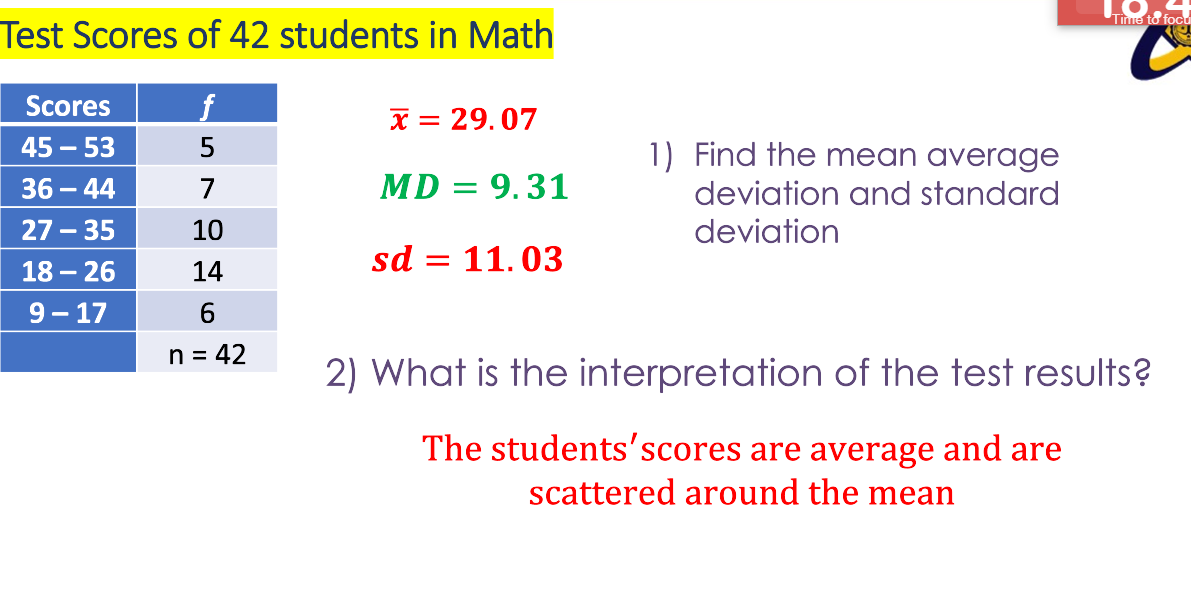 Test Scores of 42 students in Math
Time to focu
Scores f
45 – 53 5
36 – 44 7
27 – 35 10
18 – 26 14
9 – 17 6
n = 42
x̅ = 29.07
MD = 9.31
sd = 11.03
1) Find the mean average
deviation and standard
deviation
2) What is the interpretation of the test results?
The students′scores are average and are
scattered around the mean